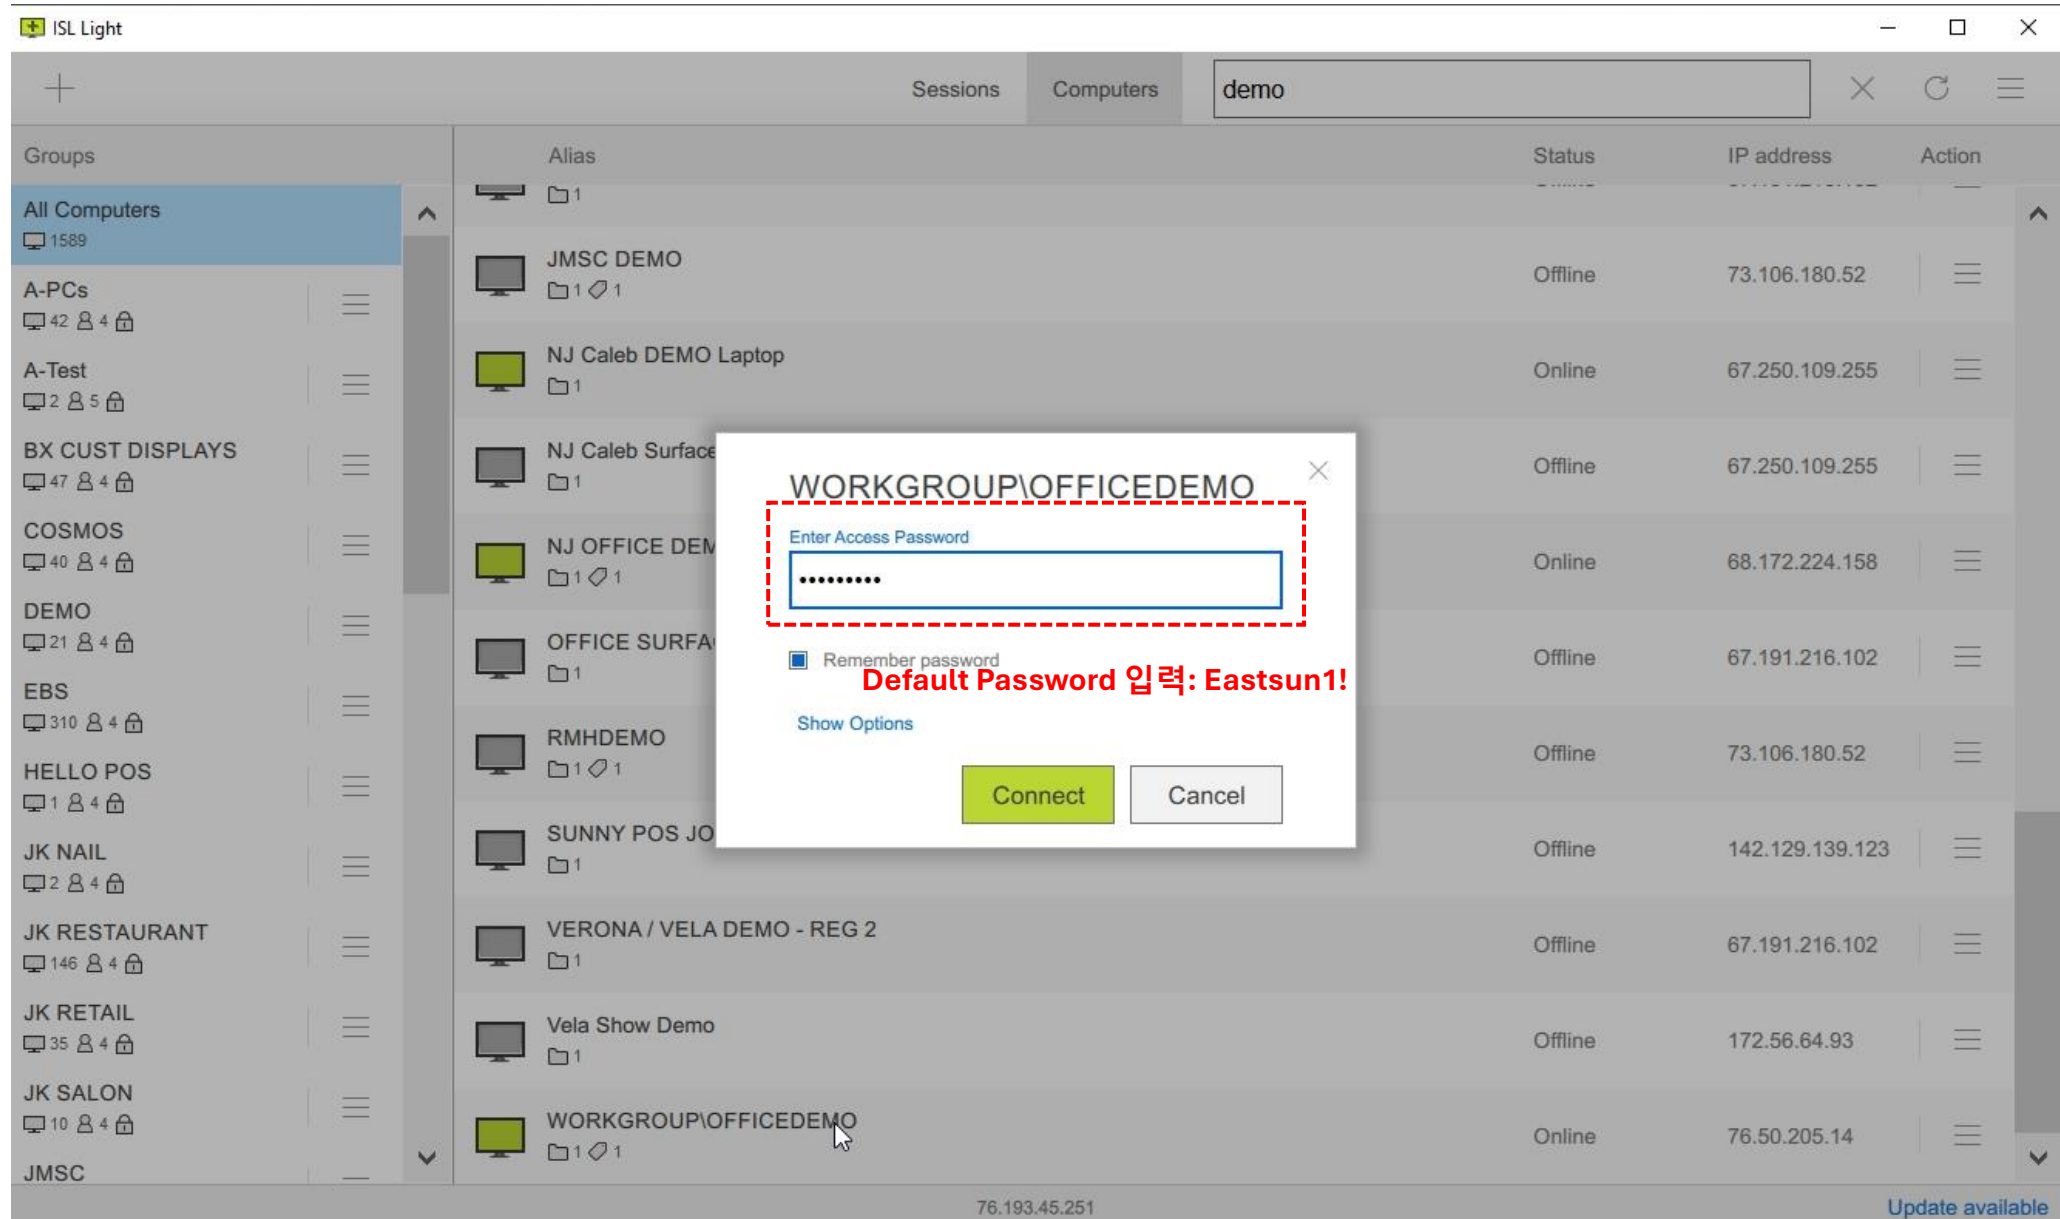 ISL Light
Sessions
Computers
demo
Groups
Alias
Status
IP address
Action
All Computers
1589
A-PCs
42 4
A-Test
2 5
BX CUST DISPLAYS
47 4
COSMOS
40 4
DEMO
21 4
EBS
310 4
HELLO POS
1 4
JK NAIL
2 4
JK RESTAURANT
146 4
JK RETAIL
35 4
JK SALON
10 4
JMSC
1
JMSC DEMO
1 1
Offline
73.106.180.52
NJ Caleb DEMO Laptop
1
Online
67.250.109.255
NJ Caleb Surface
1
Offline
67.250.109.255
NJ OFFICE DEM
1 1
Online
68.172.224.158
OFFICE SURFA
1
Offline
67.191.216.102
RMHDEMO
1 1
Offline
73.106.180.52
SUNNY POS JO
1
Offline
142.129.139.123
VERONA / VELA DEMO - REG 2
1
Offline
67.191.216.102
Vela Show Demo
1
Offline
172.56.64.93
WORKGROUP\OFFICEDEMO
1 1
Online
76.50.205.14
WORKGROUP\OFFICEDEMO
Enter Access Password
•••••••••
Remember password
Default Password 입력: Eastsun1!
Show Options
Connect
Cancel
76.193.45.251
Update available